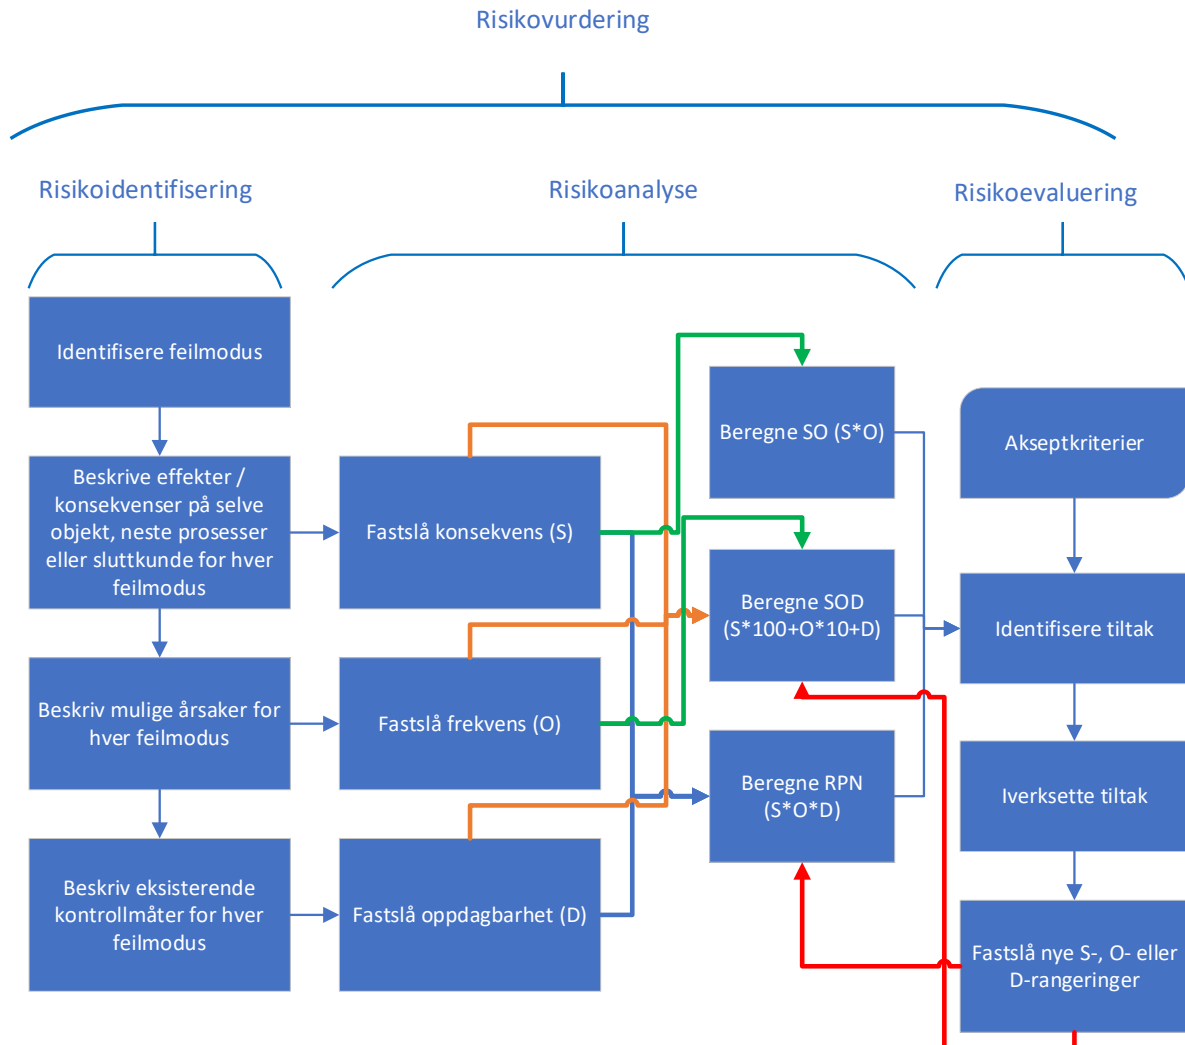 Risikovurdering
Risikoidentifisering
Risikoanalyse
Risikoevaluering
Identifisere feilmodus
Beskrive effekter /
konsekvenser på selve
objekt, neste prosesser
eller sluttkunde for hver
feilmodus
Beskriv mulige årsaker for
hver feilmodus
Beskriv eksisterende
kontrollmåter for hver
feilmodus
Fastslå konsekvens (S)
Fastslå frekvens (O)
Fastslå oppdagbarhet (D)
Beregne SO (S*O)
Beregne SOD
(S*100+O*10+D)
Beregne RPN
(S*O*D)
Akseptkriterier
Identifisere tiltak
Iverksette tiltak
Fastslå nye S-, O- eller
D-rangeringer